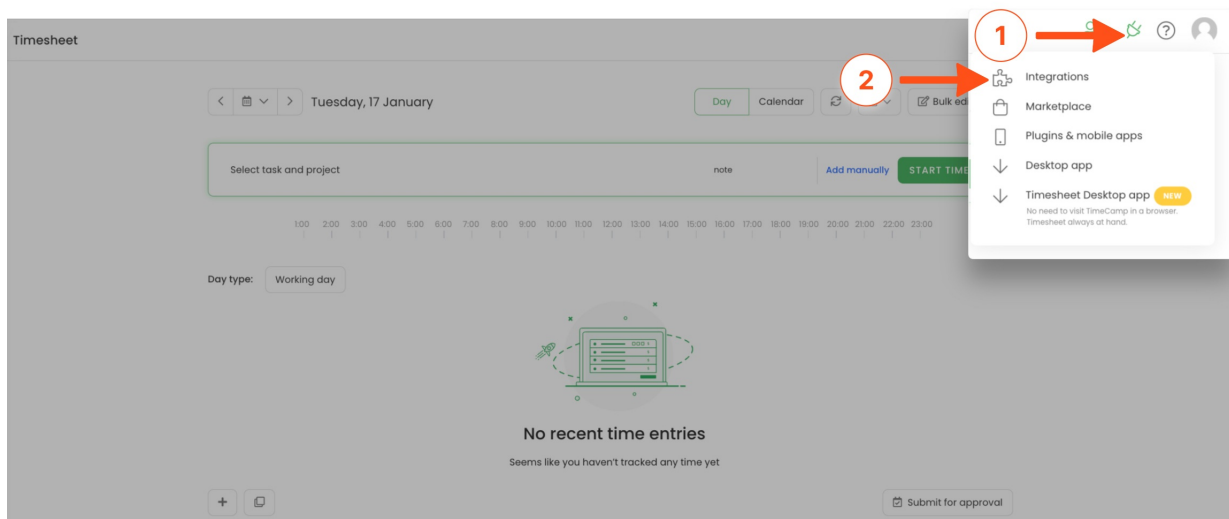 Timesheet
1
2
Tuesday, 17 January
Day
Calendar
Bulk edi
Integrations
Marketplace
Plugins & mobile apps
Desktop app
Timesheet Desktop app NEW
No need to visit TimeCamp in a browser.
Timesheet always at hand.
Select task and project
note
Add manually
START TIME
1:00 2:00 3:00 4:00 5:00 6:00 7:00 8:00 9:00 10:00 11:00 12:00 13:00 14:00 15:00 16:00 17:00 18:00 19:00 20:00 21:00 22:00 23:00
Day type:
Working day
No recent time entries
Seems like you haven't tracked any time yet
Submit for approval